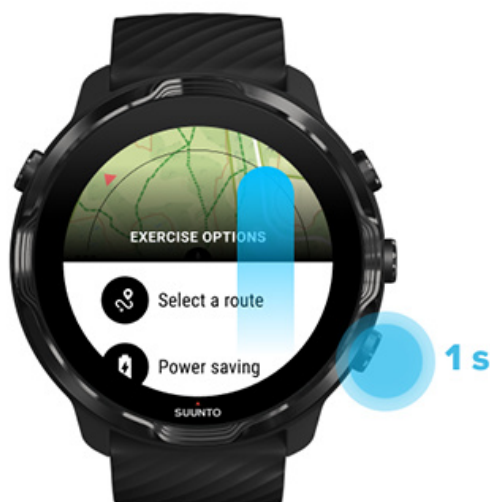 EXERCISE OPTIONS
Select a route
Power saving
SUUNTO
1 s